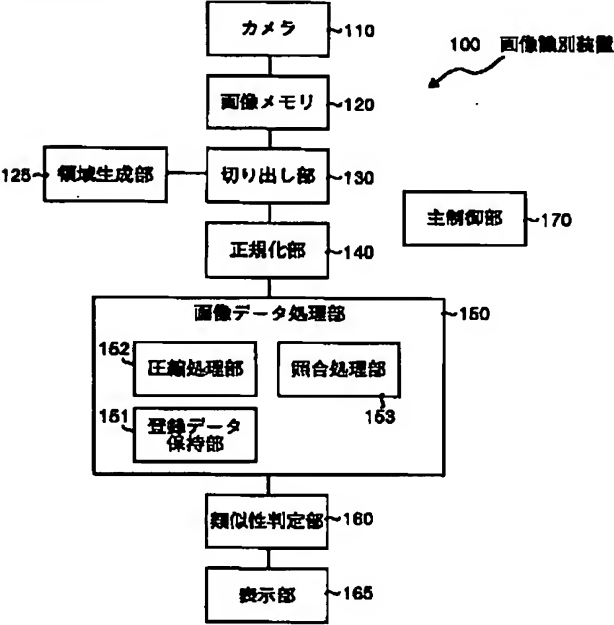 カメラ
110
100 画像識別装置
画像メモリ
120
125
領域生成部
切り出し部
130
主制御部
170
正規化部
140
画像データ処理部
150
152
圧縮処理部
照合処理部
153
151
登録データ
保持部
類似性判定部
160
表示部
165